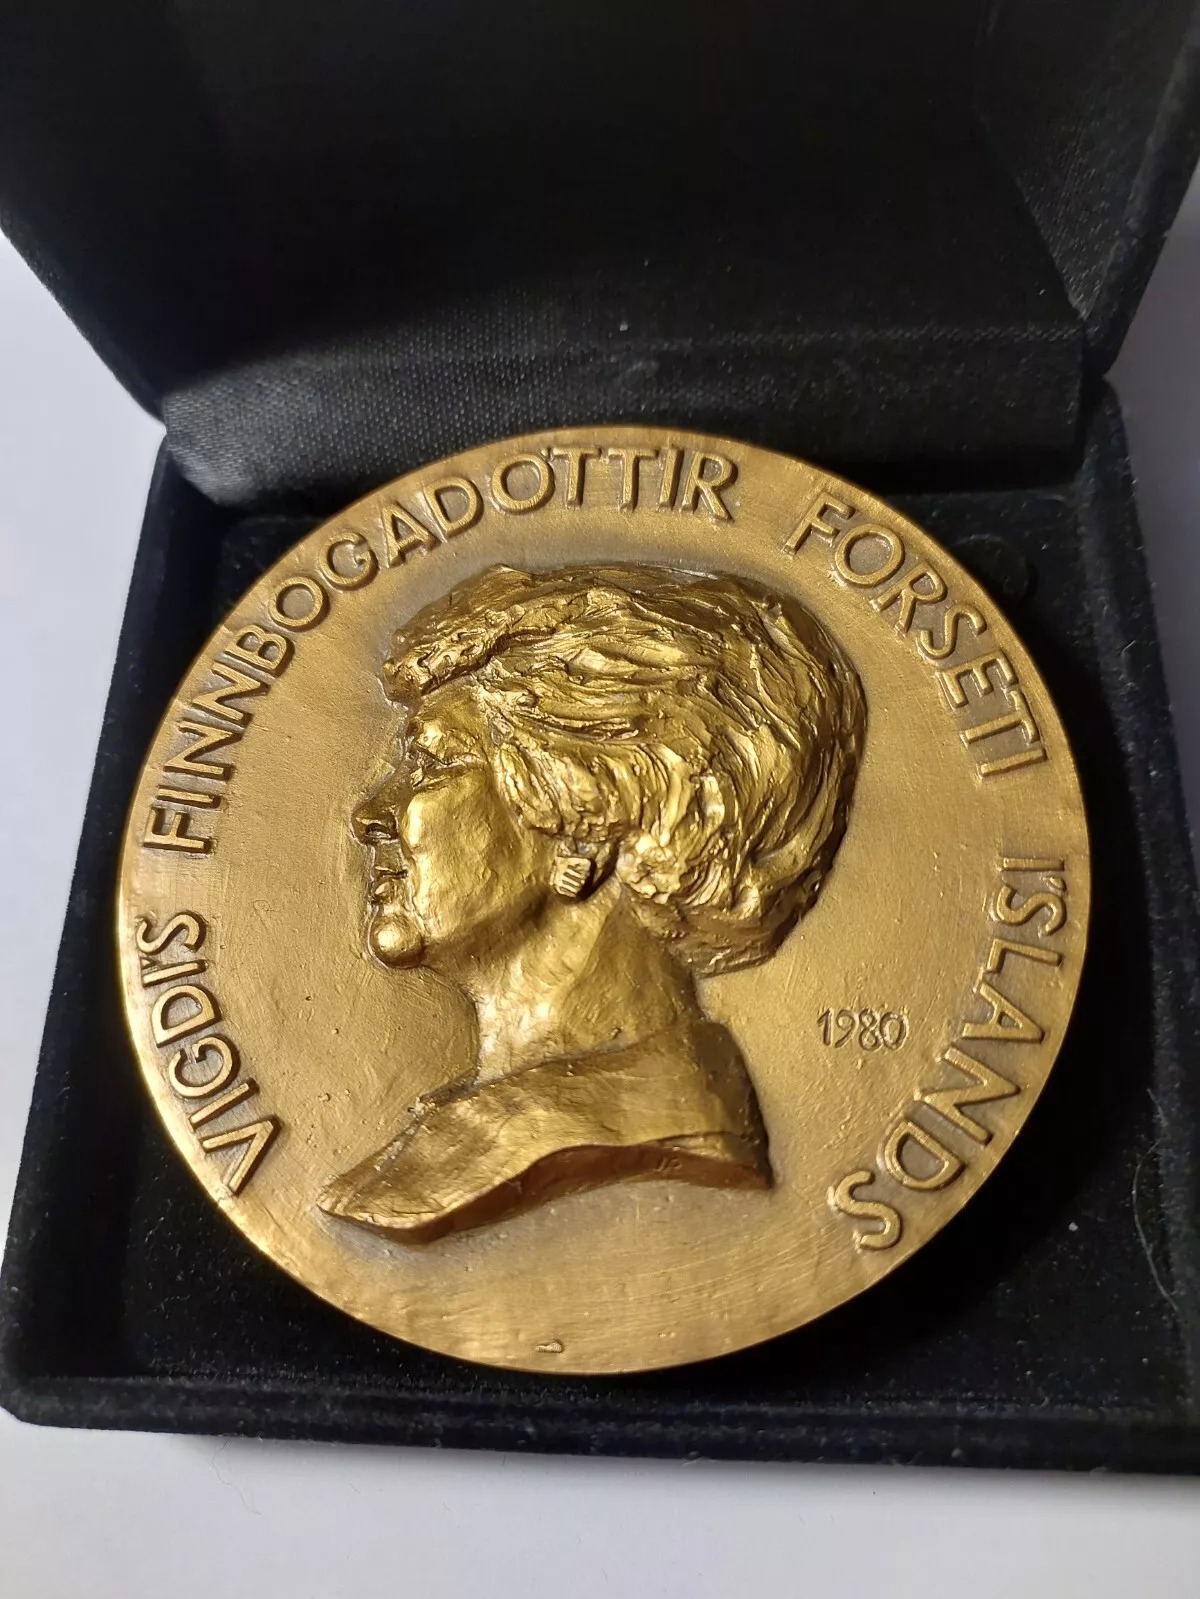 VIGDÍS FINNBOGADÓTTIR FORSETI ÍSLANDS
1980